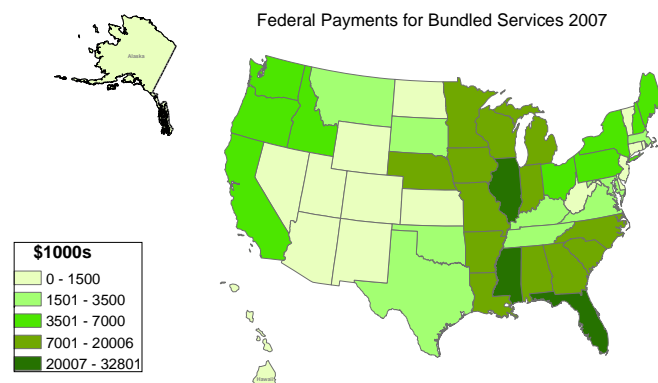 Federal Payments for Bundled Services 2007
Alaska
$1000s
0 - 1500
1501 - 3500
3501 - 7000
7001 - 20006
20007 - 32801
Hawaii